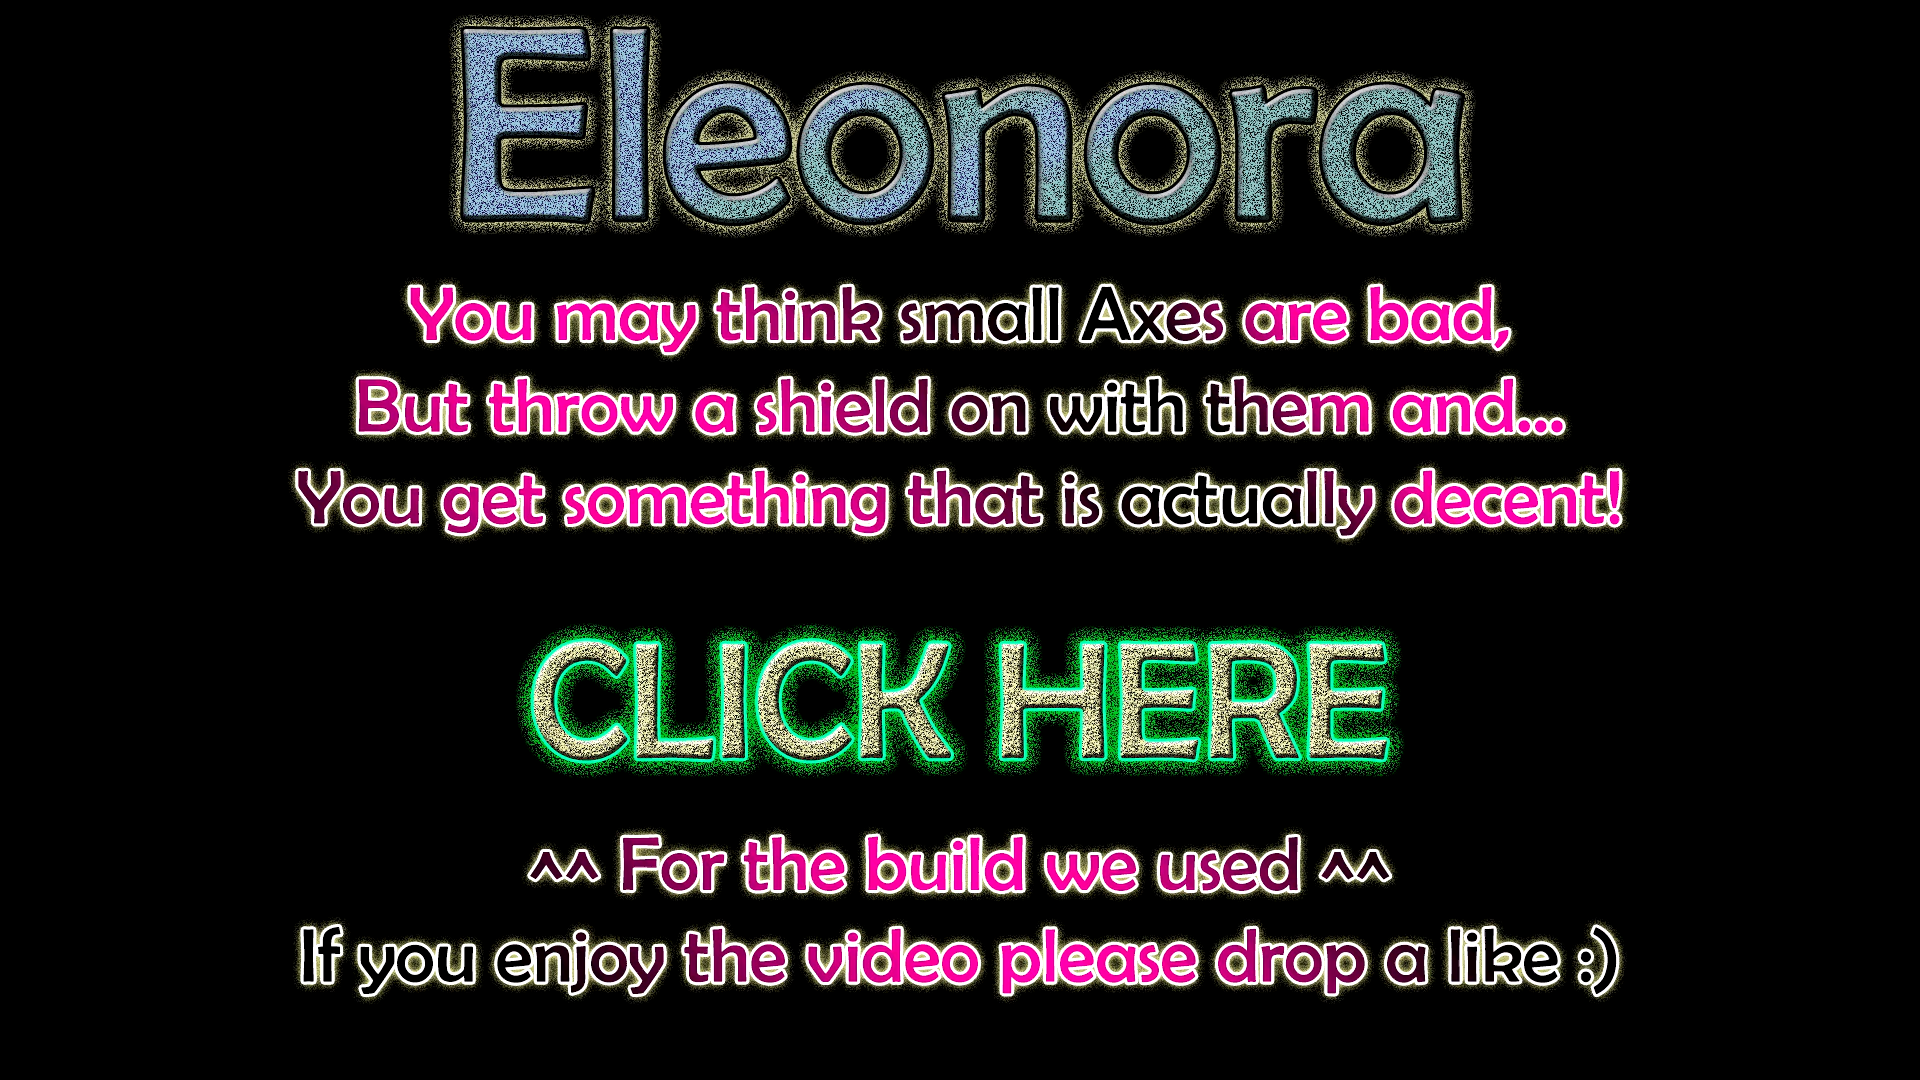 Eleonora
You may think small Axes are bad,
But throw a shield on with them and...
You get something that is actually decent!
CLICK HERE
^^ For the build we used ^^
If you enjoy the video please drop a like :)